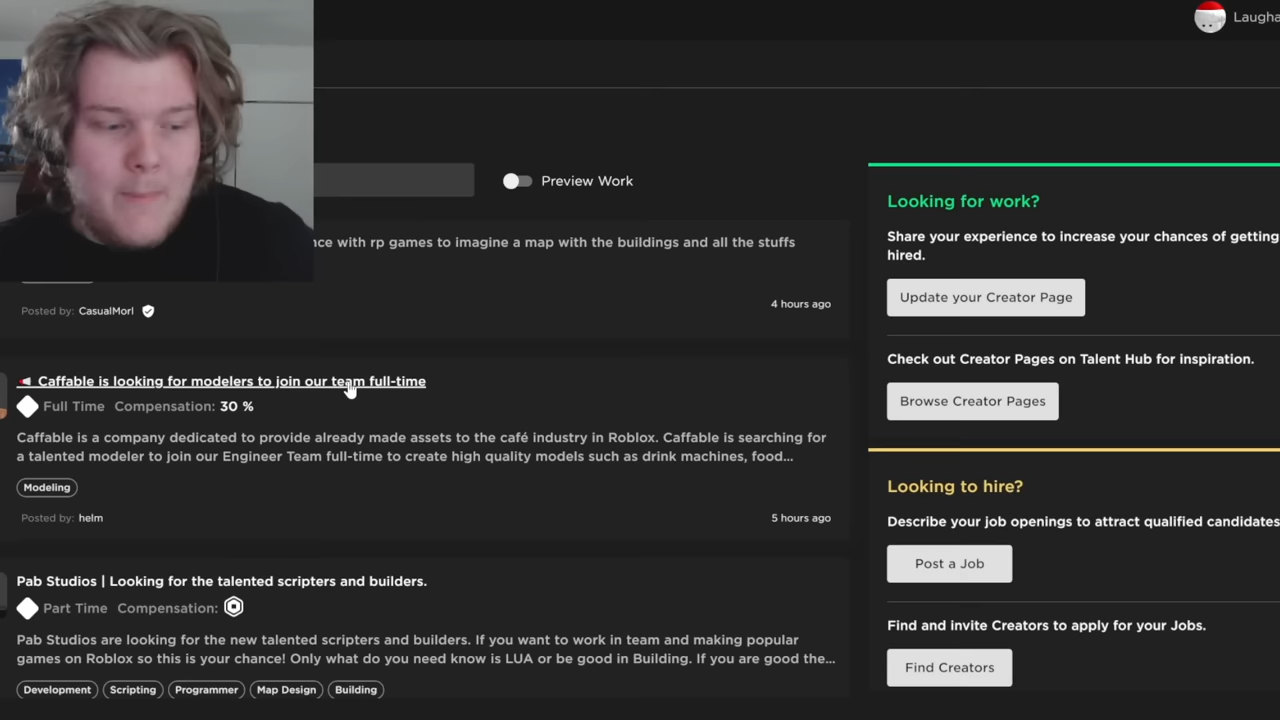 Laugha
Preview Work
Looking for work?
Share your experience to increase your chances of getting
hired.
Update your Creator Page
Check out Creator Pages on Talent Hub for inspiration.
Browse Creator Pages
Looking to hire?
Describe your job openings to attract qualified candidates
Post a Job
Find and invite Creators to apply for your Jobs.
Find Creators
nce with rp games to imagine a map with the buildings and all the stuffs
Posted by: CasualMorl
4 hours ago
Caffable is looking for modelers to join our team full-time
Full Time Compensation: 30 %
Caffable is a company dedicated to provide already made assets to the café industry in Roblox. Caffable is searching for
a talented modeler to join our Engineer Team full-time to create high quality models such as drink machines, food...
Modeling
Posted by: helm
5 hours ago
Pab Studios | Looking for the talented scripters and builders.
Part Time Compensation:
Pab Studios are looking for the new talented scripters and builders. If you want to work in team and making popular
games on Roblox so this is your chance! Only what do you need know is LUA or be good in Building. If you are good the...
Development Scripting Programmer Map Design Building